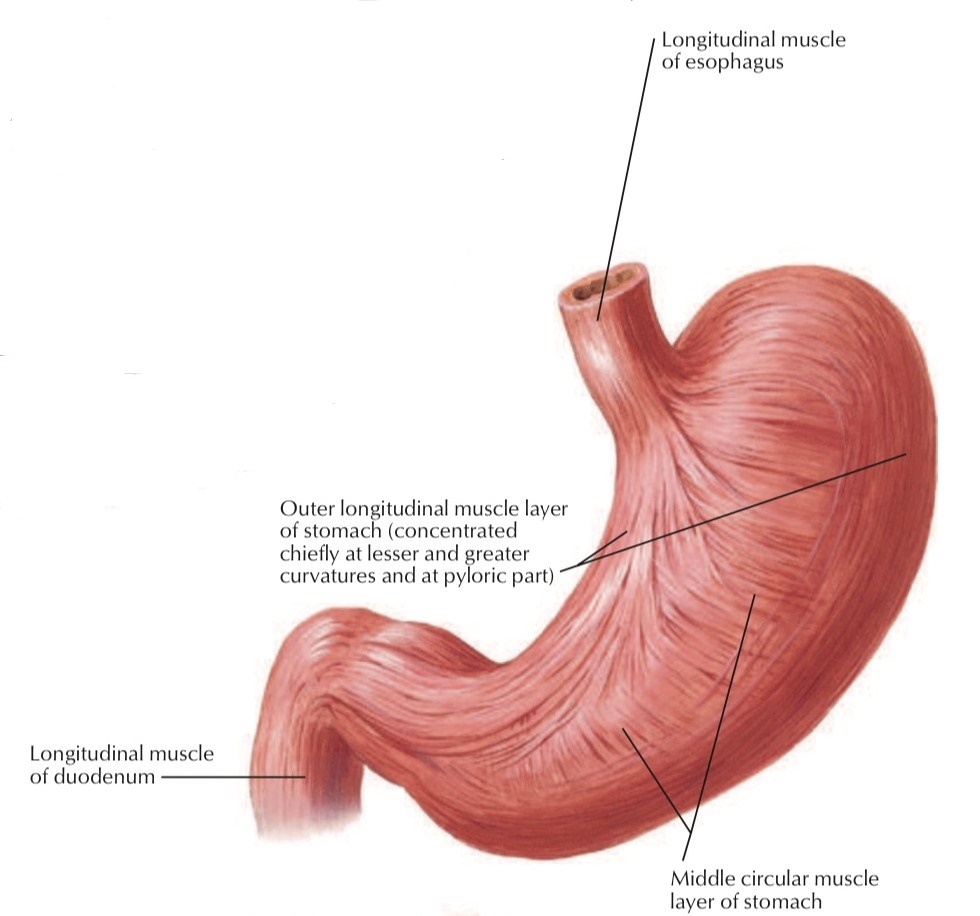 Longitudinal muscle
of esophagus
Outer longitudinal muscle layer
of stomach (concentrated
chiefly at lesser and greater
curvatures and at pyloric part)
Longitudinal muscle
of duodenum
Middle circular muscle
layer of stomach